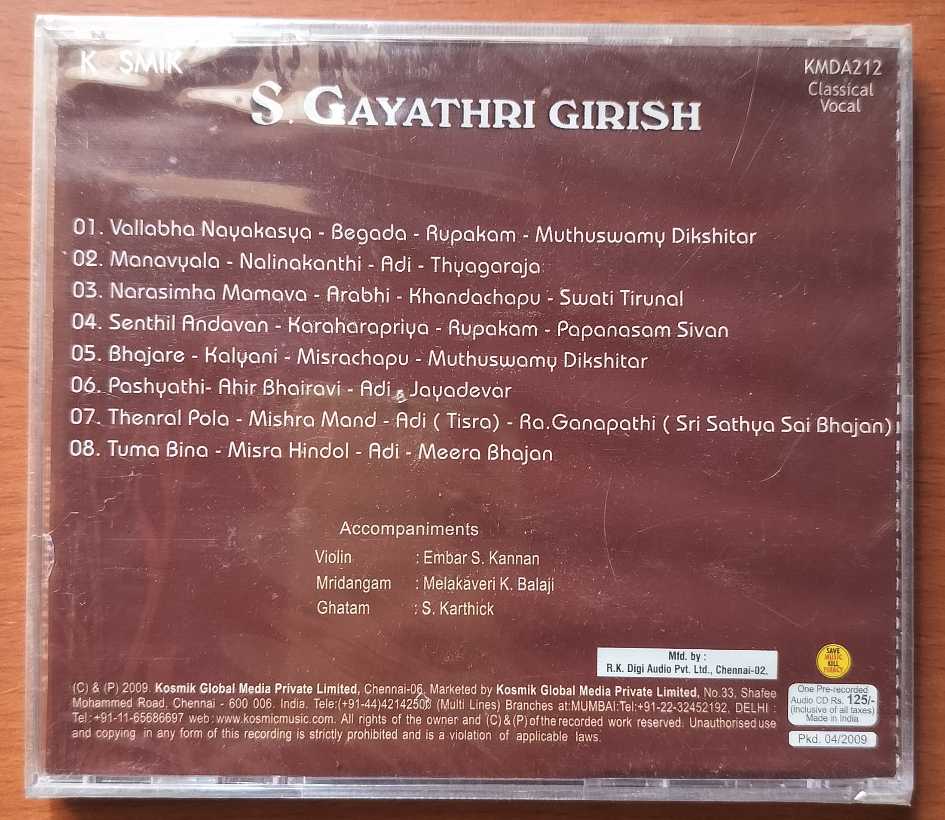 K SMIK
KMDA212
Classical
Vocal
S. GAYATHRI GIRISH
01. Vallabha Nayakasya - Begada - Rupakam - Muthuswamy Dikshitar
02. Manavyala - Nalinakanthi - Adi - Thyagaraja
03. Narasimha Mamava - Arabhi - Khandachapu - Swati Tirunal
04. Senthil Andavan - Karaharapriya - Rupakam - Papanasam Sivan
05. Bhajare - Kalyani - Misrachapu - Muthuswamy Dikshitar
06. Pashyathi- Ahir Bhairavi - Adi - Jayadevar
07. Thenral Pola - Mishra Mand - Adi ( Tisra) - Ra.Ganapathi ( Sri Sathya Sai Bhajan)
08. Tuma Bina - Misra Hindol - Adi - Meera Bhajan
Accompaniments
Violin : Embar S. Kannan
Mridangam : Melakaveri K. Balaji
Ghatam : S. Karthick
Mfd. by :
R.K. Digi Audio Pvt. Ltd., Chennai-02.
SAVE
MUSIC
KILL
PIRACY
(C) & (P) 2009. Kosmik Global Media Private Limited, Chennai-06. Marketed by Kosmik Global Media Private Limited, No.33, Shafee
Mohammed Road, Chennai - 600 006. India. Tele:(+91-44)42142500 (Multi Lines) Branches at:MUMBAI:Tel:+91-22-32452192, DELHI :
Tel:+91-11-65686697 web:www.kosmicmusic.com. All rights of the owner and (C)&(P)of the recorded work reserved. Unauthorised use
and copying in any form of this recording is strictly prohibited and is a violation of applicable laws.
One Pre-recorded
Audio CD Rs. 125/-
(inclusive of all taxes)
Made in India
Pkd. 04/2009